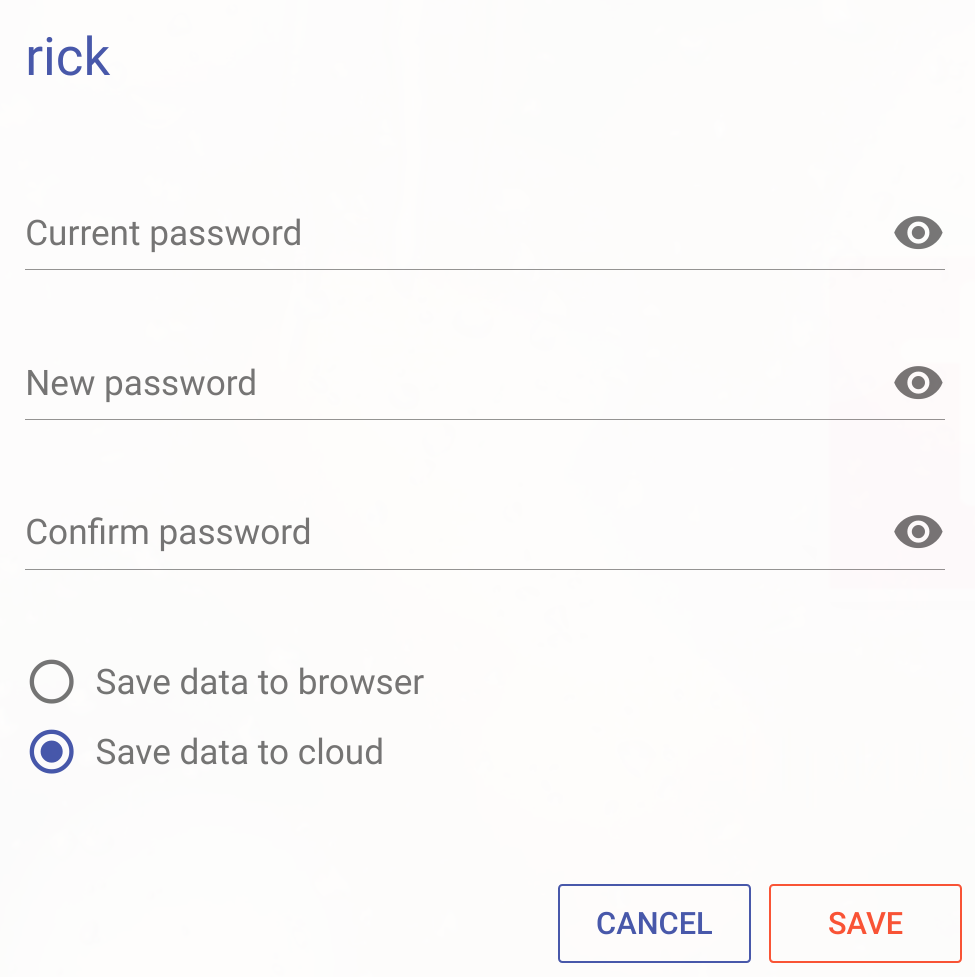 rick
Current password
New password
Confirm password
Save data to browser
Save data to cloud
CANCEL SAVE